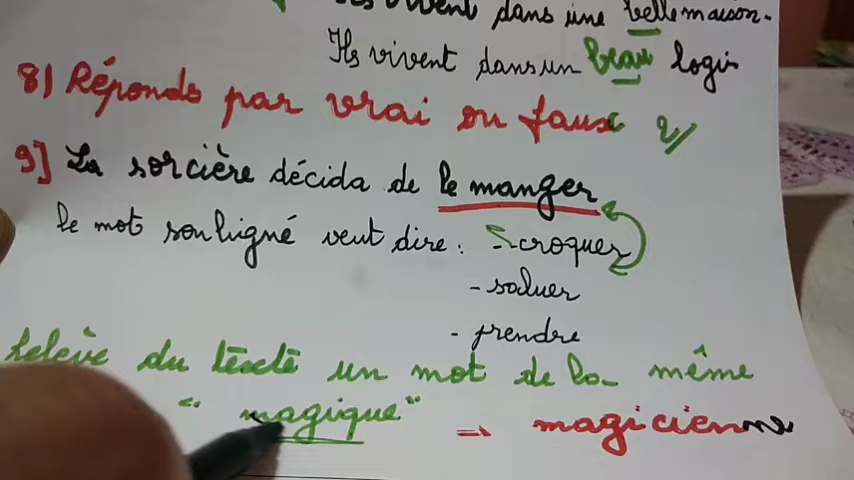 vivent dans une belle maison.
Ils vivent dans un beau logis
8) Réponds par vrai ou faux
9] La sorcière décida de le manger
le mot souligné veut dire : - croquer
- saluer
- prendre
Relève du texte un mot de la même
" magique" ⇒ magicienne